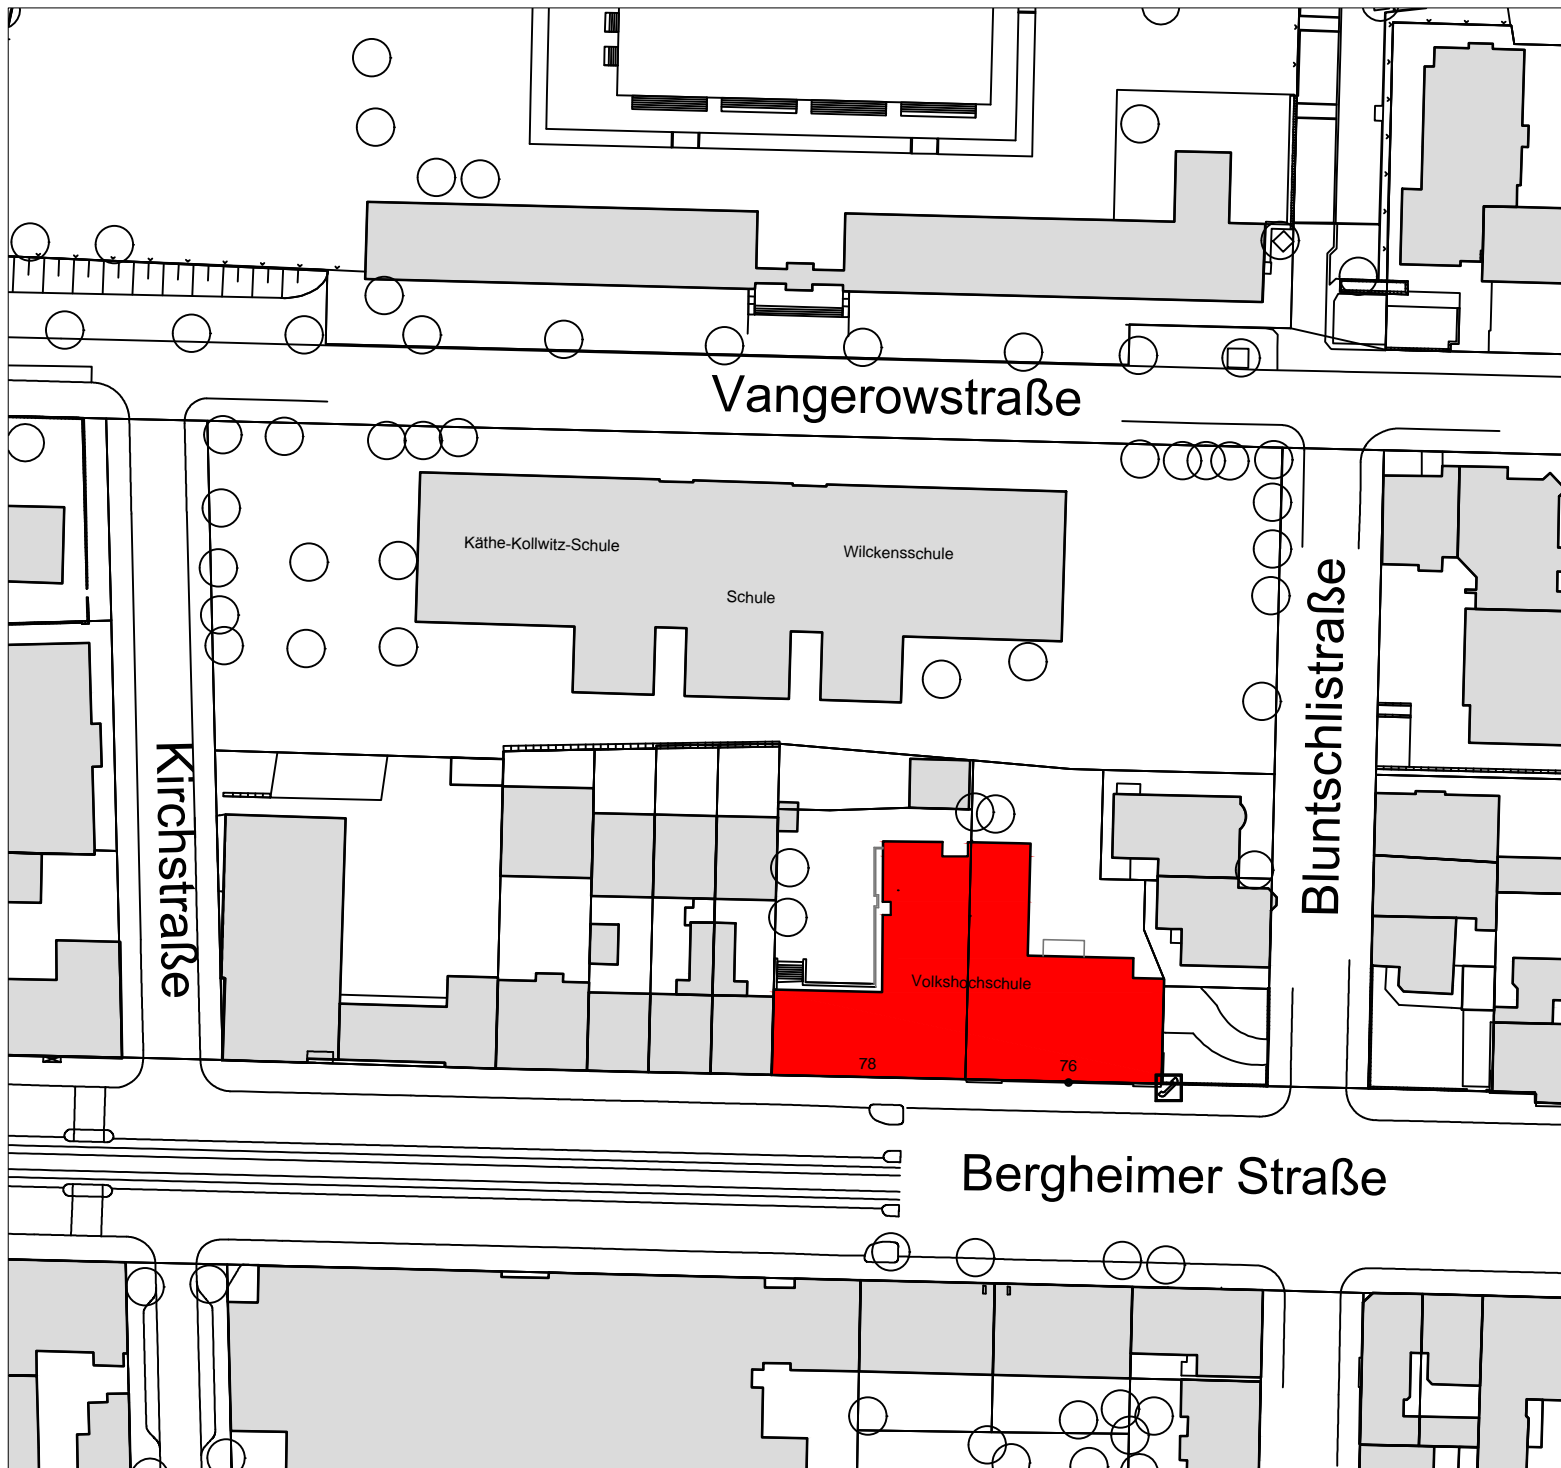 Vangerowstraße
Käthe-Kollwitz-Schule
Wilckensschule
Schule
Bluntschlistraße
Kirchstraße
Volkshochschule
78
76
Bergheimer Straße